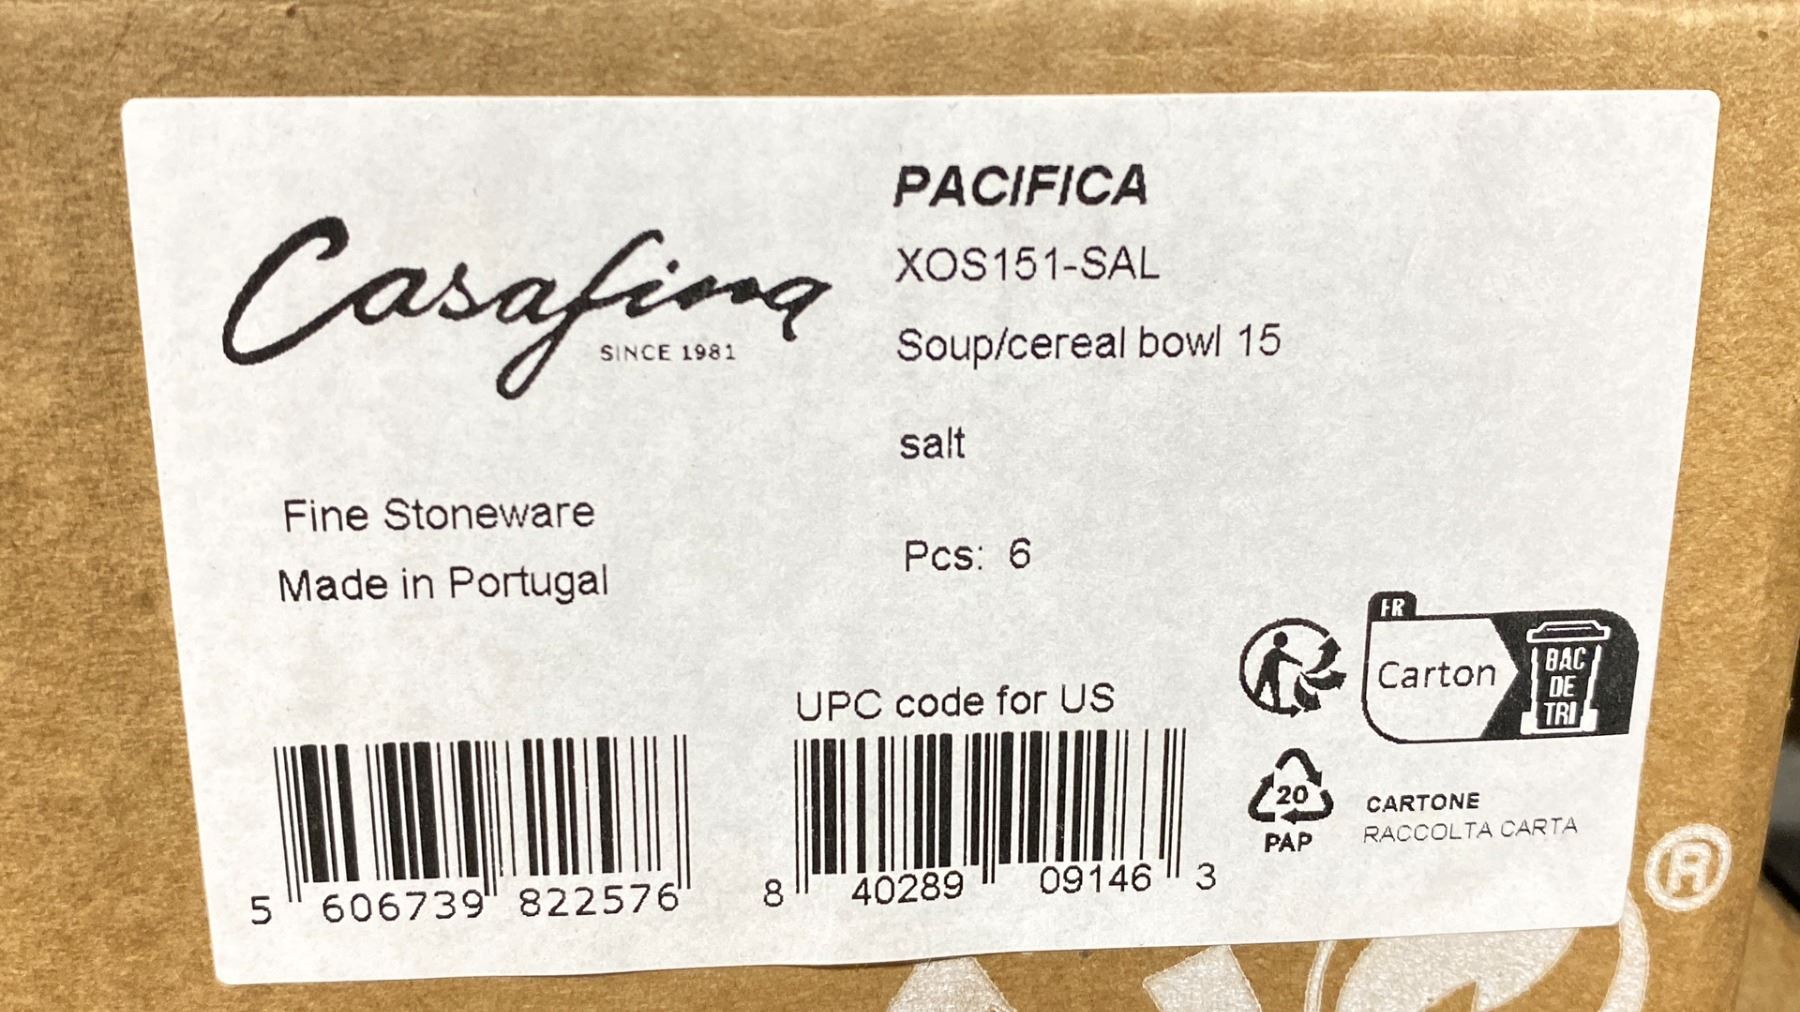 Casafina
SINCE 1981
Fine Stoneware
Made in Portugal
PACIFICA
XOS151-SAL
Soup/cereal bowl 15
salt
Pcs: 6
UPC code for US
5 606739 822576
8 40289 09146 3
FR
Carton
BAC
DE
TRI
20
PAP
CARTONE
RACCOLTA CARTA
®